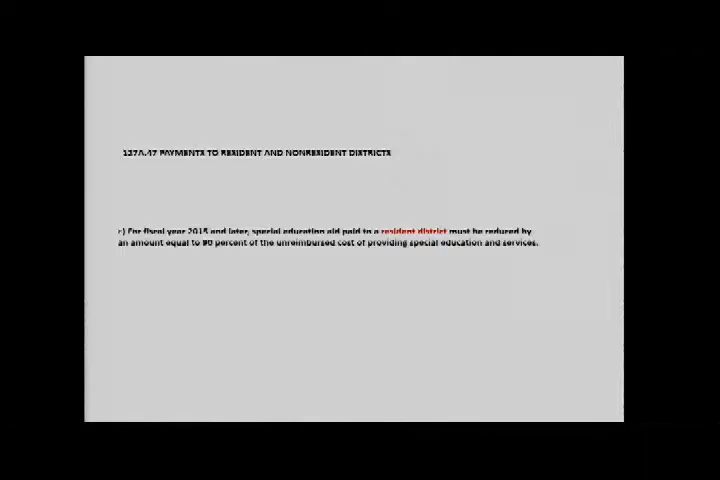 127A.47 PAYMENTS TO RESIDENT AND NONRESIDENT DISTRICTS
c) For fiscal year 2015 and later, special education aid paid to a resident district must be reduced by
an amount equal to 90 percent of the unreimbursed cost of providing special education and services.